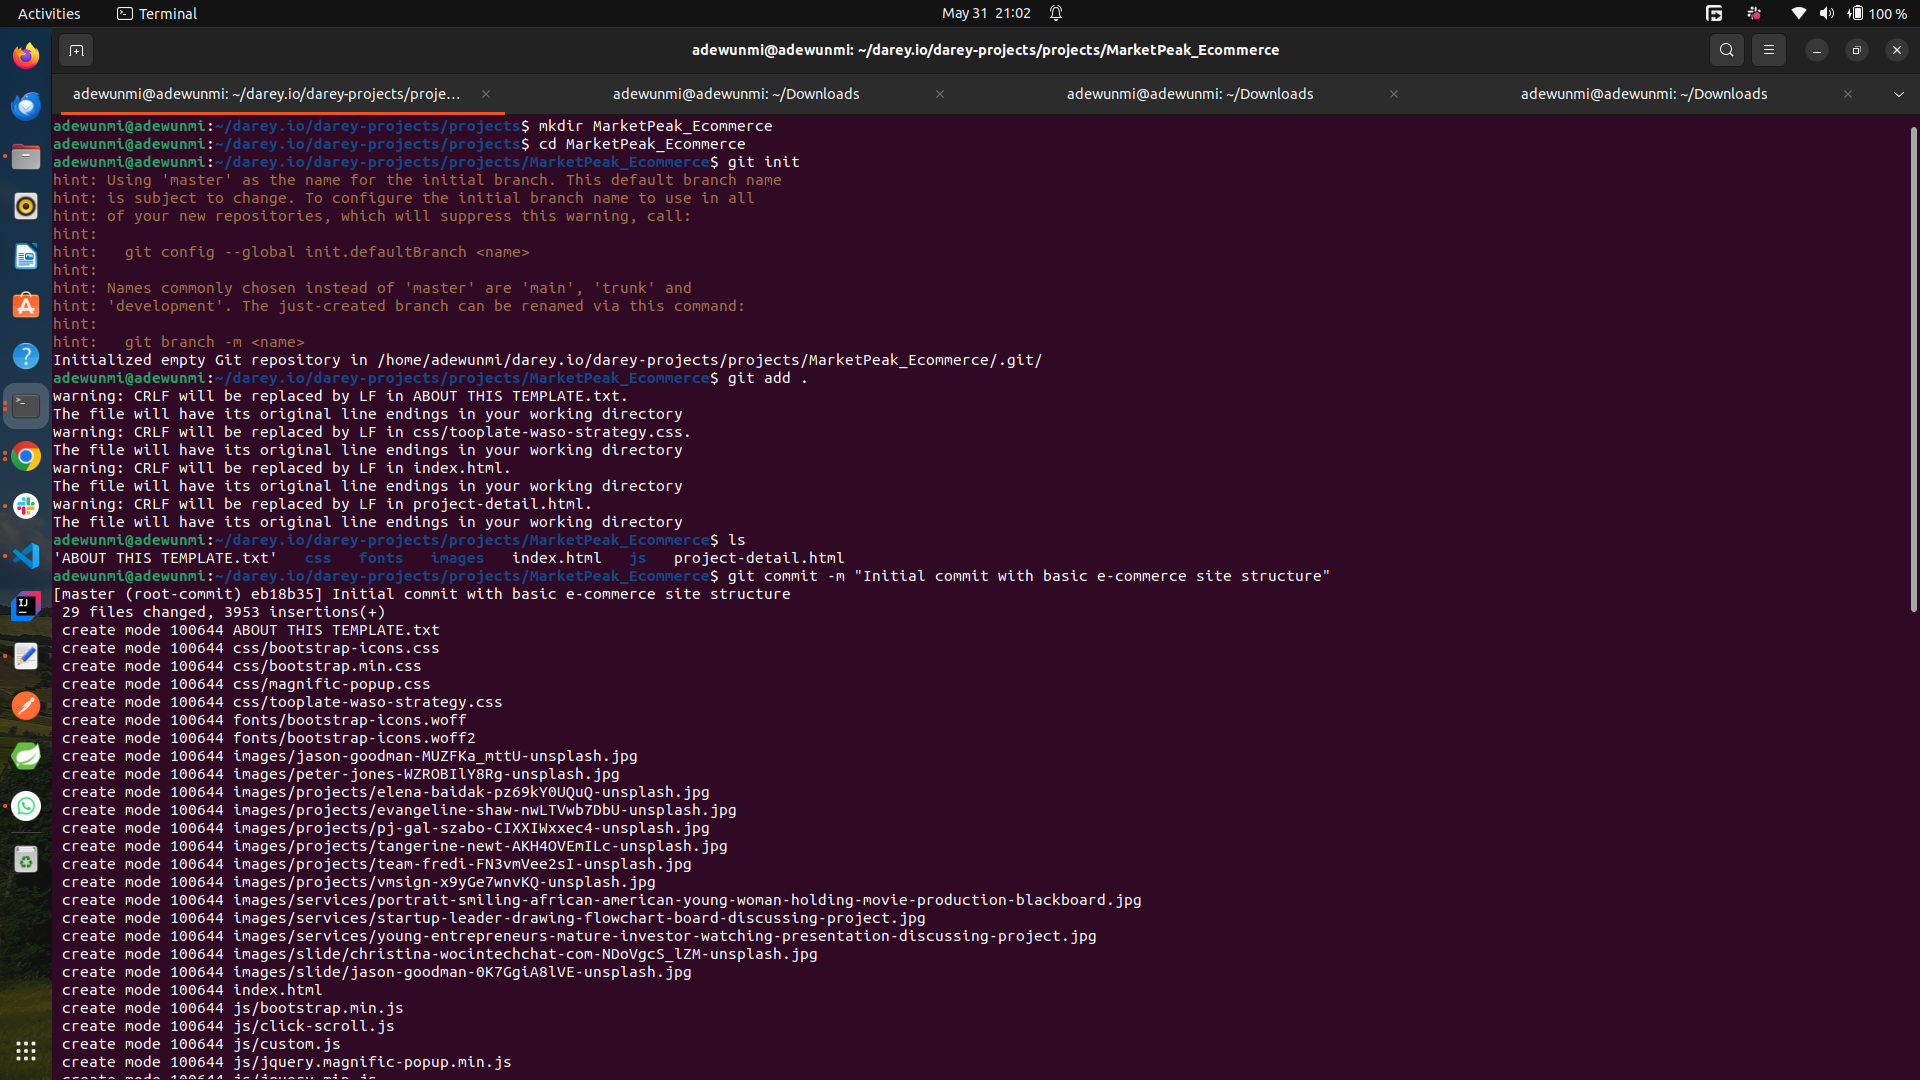 Activities
Terminal
May 31 21:02
100 %
adewunmi@adewunmi: ~/darey.io/darey-projects/projects/MarketPeak_Ecommerce
adewunmi@adewunmi: ~/darey.io/darey-projects/proje…
adewunmi@adewunmi: ~/Downloads
adewunmi@adewunmi: ~/Downloads
adewunmi@adewunmi: ~/Downloads
adewunmi@adewunmi:~/darey.io/darey-projects/projects$ mkdir MarketPeak_Ecommerce
adewunmi@adewunmi:~/darey.io/darey-projects/projects$ cd MarketPeak_Ecommerce
adewunmi@adewunmi:~/darey.io/darey-projects/projects/MarketPeak_Ecommerce$ git init
hint: Using 'master' as the name for the initial branch. This default branch name
hint: is subject to change. To configure the initial branch name to use in all
hint: of your new repositories, which will suppress this warning, call:
hint:
hint:   git config --global init.defaultBranch <name>
hint:
hint: Names commonly chosen instead of 'master' are 'main', 'trunk' and
hint: 'development'. The just-created branch can be renamed via this command:
hint:
hint:   git branch -m <name>
Initialized empty Git repository in /home/adewunmi/darey.io/darey-projects/projects/MarketPeak_Ecommerce/.git/
adewunmi@adewunmi:~/darey.io/darey-projects/projects/MarketPeak_Ecommerce$ git add .
warning: CRLF will be replaced by LF in ABOUT THIS TEMPLATE.txt.
The file will have its original line endings in your working directory
warning: CRLF will be replaced by LF in css/tooplate-waso-strategy.css.
The file will have its original line endings in your working directory
warning: CRLF will be replaced by LF in index.html.
The file will have its original line endings in your working directory
warning: CRLF will be replaced by LF in project-detail.html.
The file will have its original line endings in your working directory
adewunmi@adewunmi:~/darey.io/darey-projects/projects/MarketPeak_Ecommerce$ ls
'ABOUT THIS TEMPLATE.txt'   css   fonts   images   index.html   js   project-detail.html
adewunmi@adewunmi:~/darey.io/darey-projects/projects/MarketPeak_Ecommerce$ git commit -m "Initial commit with basic e-commerce site structure"
[master (root-commit) eb18b35] Initial commit with basic e-commerce site structure
 29 files changed, 3953 insertions(+)
 create mode 100644 ABOUT THIS TEMPLATE.txt
 create mode 100644 css/bootstrap-icons.css
 create mode 100644 css/bootstrap.min.css
 create mode 100644 css/magnific-popup.css
 create mode 100644 css/tooplate-waso-strategy.css
 create mode 100644 fonts/bootstrap-icons.woff
 create mode 100644 fonts/bootstrap-icons.woff2
 create mode 100644 images/jason-goodman-MUZFKa_mttU-unsplash.jpg
 create mode 100644 images/peter-jones-WZROBIlY8Rg-unsplash.jpg
 create mode 100644 images/projects/elena-baidak-pz69kY0UQuQ-unsplash.jpg
 create mode 100644 images/projects/evangeline-shaw-nwLTVwb7DbU-unsplash.jpg
 create mode 100644 images/projects/pj-gal-szabo-CIXXIWxxec4-unsplash.jpg
 create mode 100644 images/projects/tangerine-newt-AKH4OVEmILc-unsplash.jpg
 create mode 100644 images/projects/team-fredi-FN3vmVee2sI-unsplash.jpg
 create mode 100644 images/projects/vmsign-x9yGe7wnvKQ-unsplash.jpg
 create mode 100644 images/services/portrait-smiling-african-american-young-woman-holding-movie-production-blackboard.jpg
 create mode 100644 images/services/startup-leader-drawing-flowchart-board-discussing-project.jpg
 create mode 100644 images/services/young-entrepreneurs-mature-investor-watching-presentation-discussing-project.jpg
 create mode 100644 images/slide/christina-wocintechchat-com-NDoVgcS_lZM-unsplash.jpg
 create mode 100644 images/slide/jason-goodman-0K7GgiA8lVE-unsplash.jpg
 create mode 100644 index.html
 create mode 100644 js/bootstrap.min.js
 create mode 100644 js/click-scroll.js
 create mode 100644 js/custom.js
 create mode 100644 js/jquery.magnific-popup.min.js
 create mode 100644 js/jquery.min.js